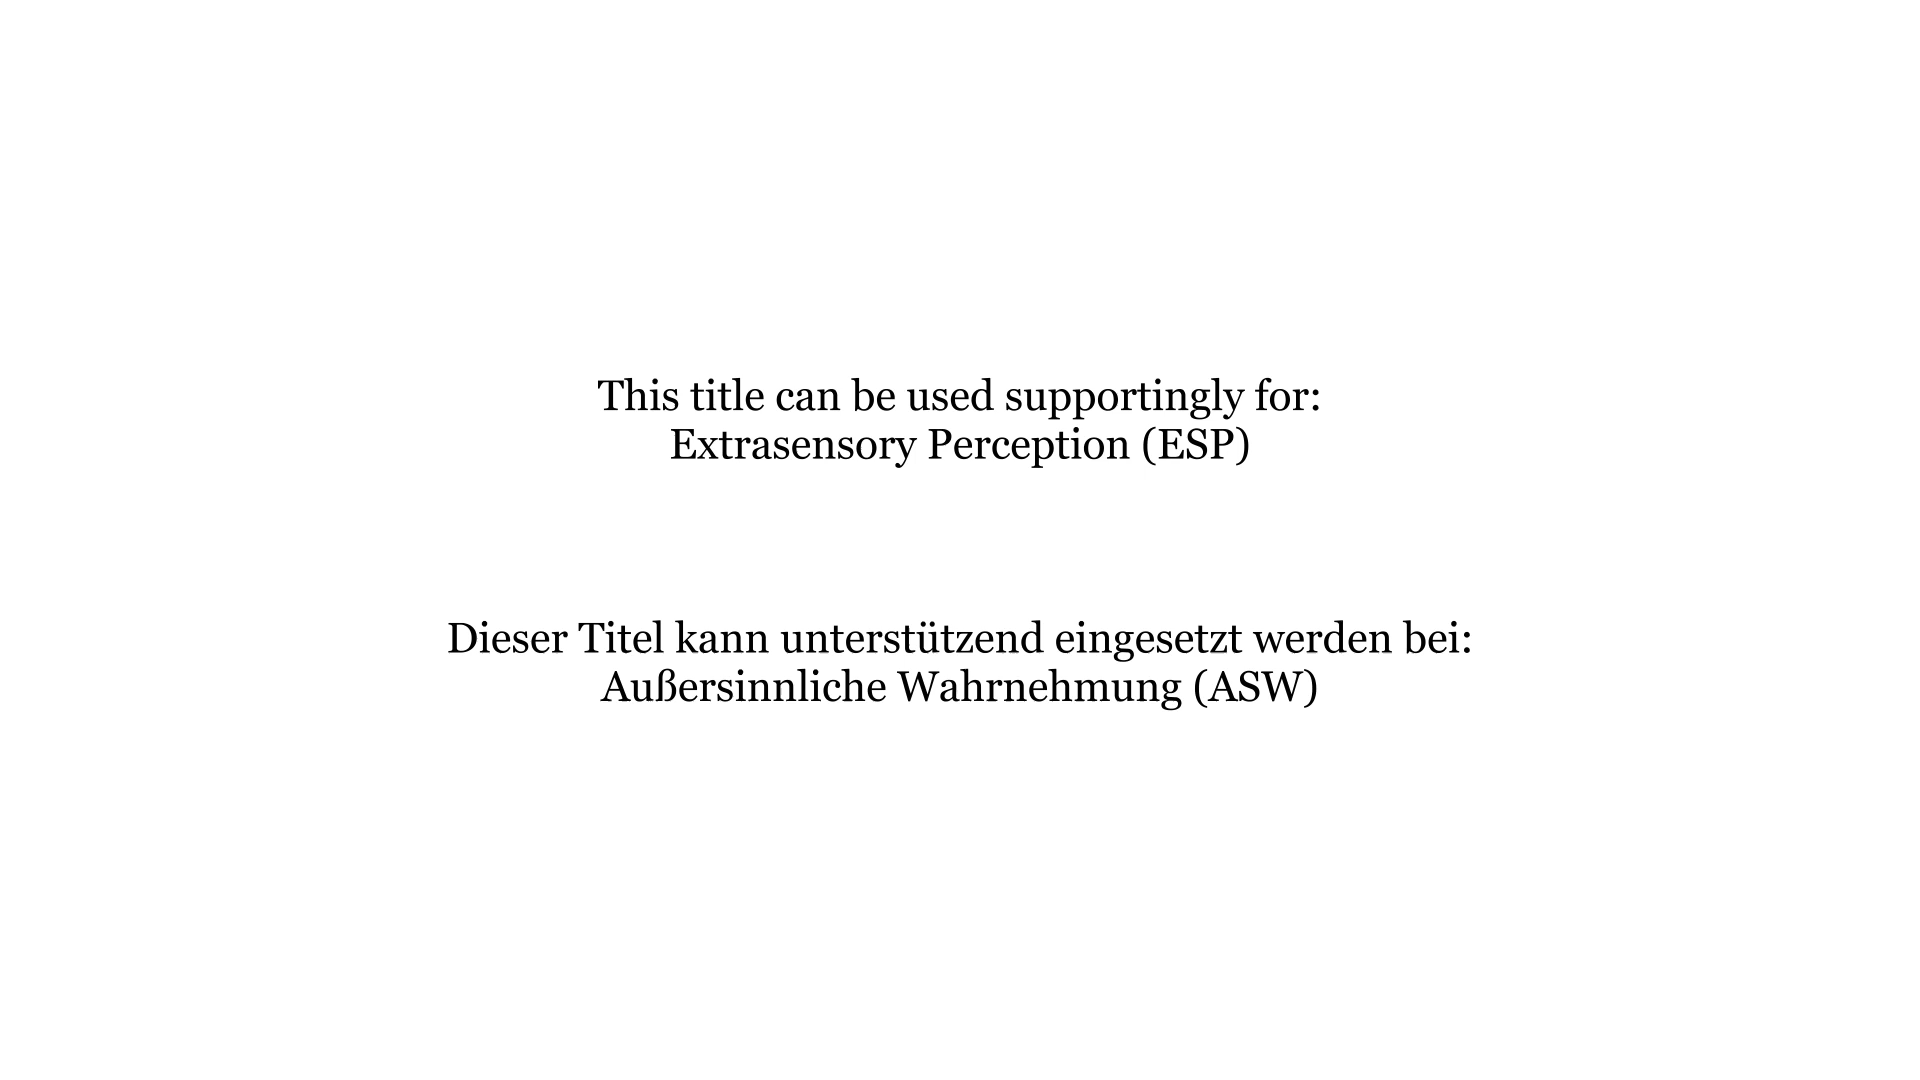 This title can be used supportingly for:
Extrasensory Perception (ESP)
Dieser Titel kann unterstützend eingesetzt werden bei:
Außersinnliche Wahrnehmung (ASW)